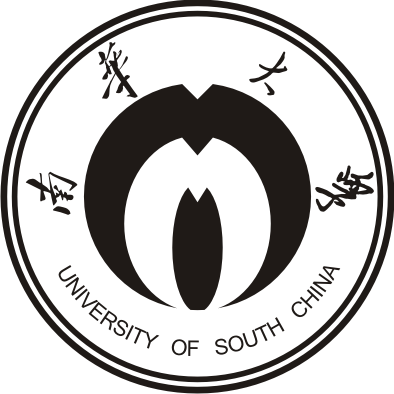 南華大學
UNIVERSITY OF SOUTH CHINA